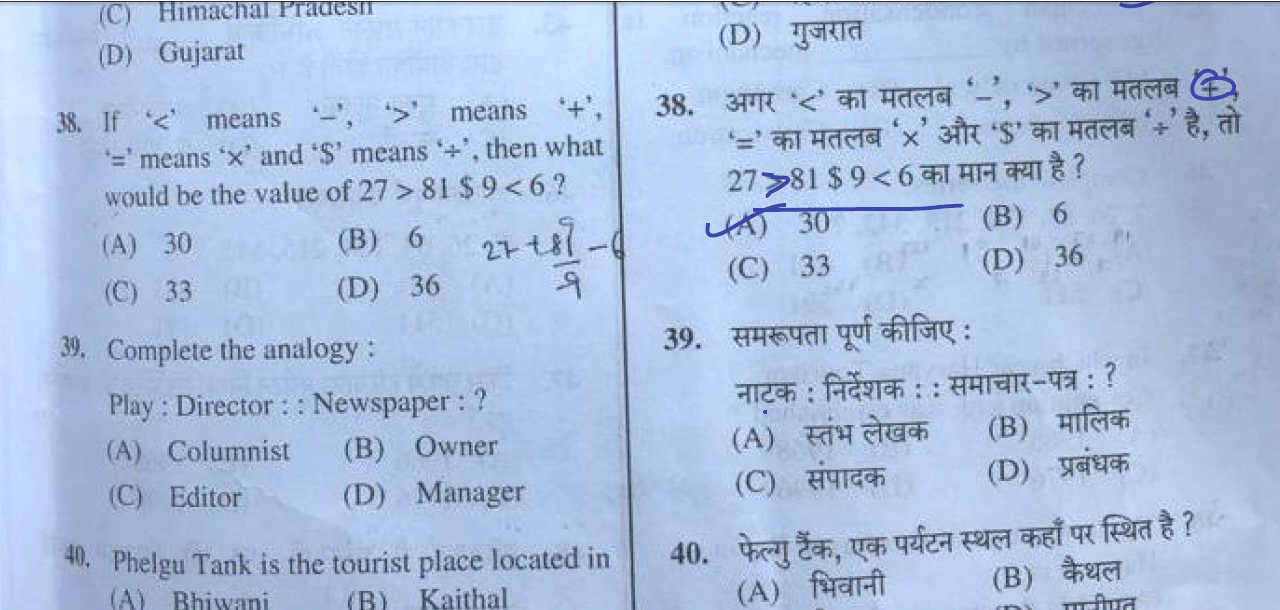 (C) Himachal Pradesh
(D) Gujarat
38. If ‘<’ means ‘–’, ‘>’ means ‘+’,
‘=’ means ‘×’ and ‘$’ means ‘÷’, then what
would be the value of 27 > 81 $ 9 < 6 ?
(A) 30 (B) 6
(C) 33 (D) 36
27 + 81/9 – 6
39. Complete the analogy :
Play : Director : : Newspaper : ?
(A) Columnist (B) Owner
(C) Editor (D) Manager
40. Phelgu Tank is the tourist place located in
(A) Bhiwani (B) Kaithal
(D) गुजरात
38. अगर ‘<’ का मतलब ‘–’, ‘>’ का मतलब ‘+’,
‘=’ का मतलब ‘×’ और ‘$’ का मतलब ‘÷’ है, तो
27 > 81 $ 9 < 6 का मान क्या है ?
(A) 30 (B) 6
(C) 33 (D) 36
39. समरूपता पूर्ण कीजिए :
नाटक : निर्देशक : : समाचार-पत्र : ?
(A) स्तंभ लेखक (B) मालिक
(C) संपादक (D) प्रबंधक
40. फेल्गु टैंक, एक पर्यटन स्थल कहाँ पर स्थित है ?
(A) भिवानी (B) कैथल
(D) पानीपत